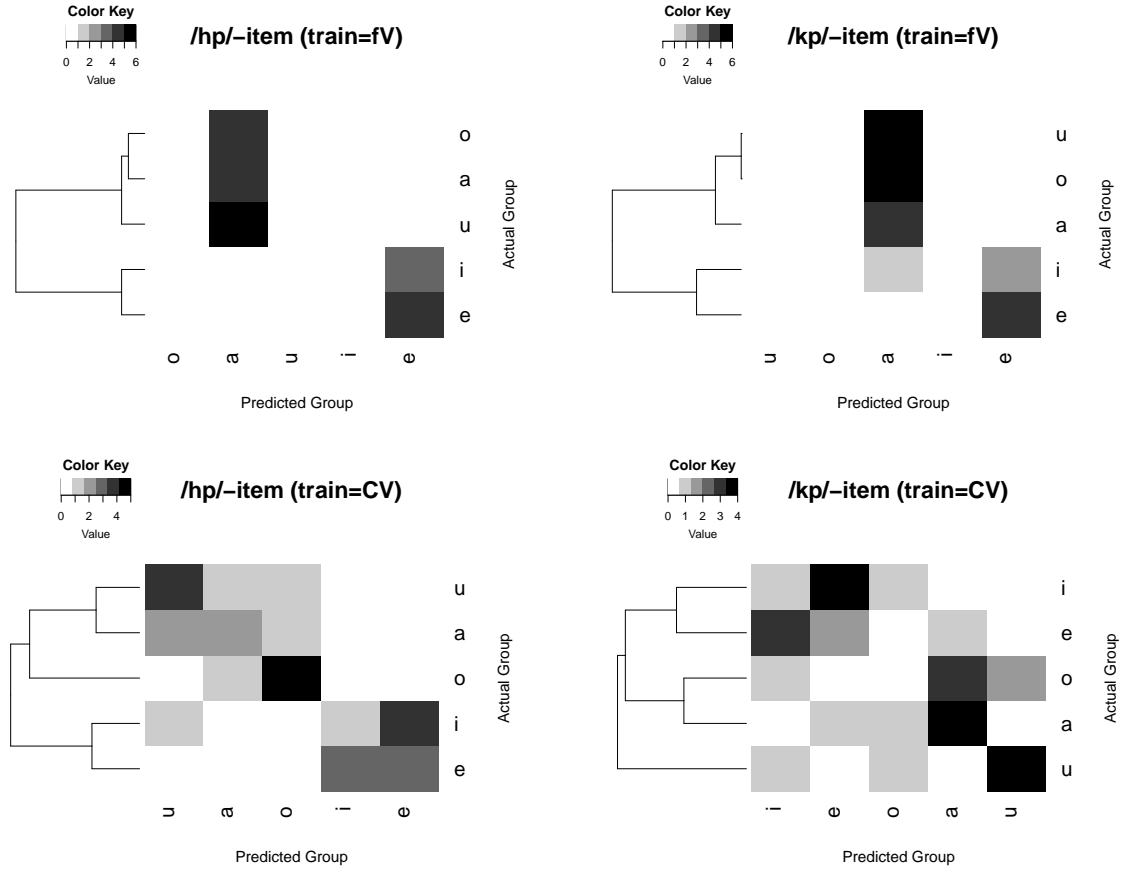 Color Key
0 2 4 6
Value
/hp/−item (train=fV)
o
a
u
i
e
Actual Group
o a u i e
Predicted Group
Color Key
0 2 4 6
Value
/kp/−item (train=fV)
u
o
a
i
e
Actual Group
u o a i e
Predicted Group
Color Key
0 2 4
Value
/hp/−item (train=CV)
u
a
o
i
e
Actual Group
u a o i e
Predicted Group
Color Key
0 1 2 3 4
Value
/kp/−item (train=CV)
i
e
o
a
u
Actual Group
i e o a u
Predicted Group